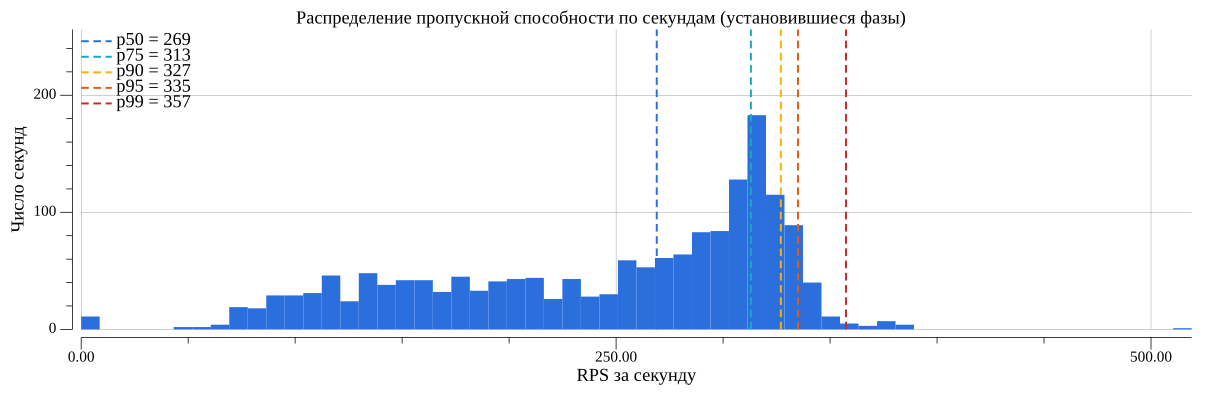 Распределение пропускной способности по секундам (установившиеся фазы)
p50 = 269
p75 = 313
p90 = 327
p95 = 335
p99 = 357
Число секунд
200
100
0
0.00
250.00
500.00
RPS за секунду